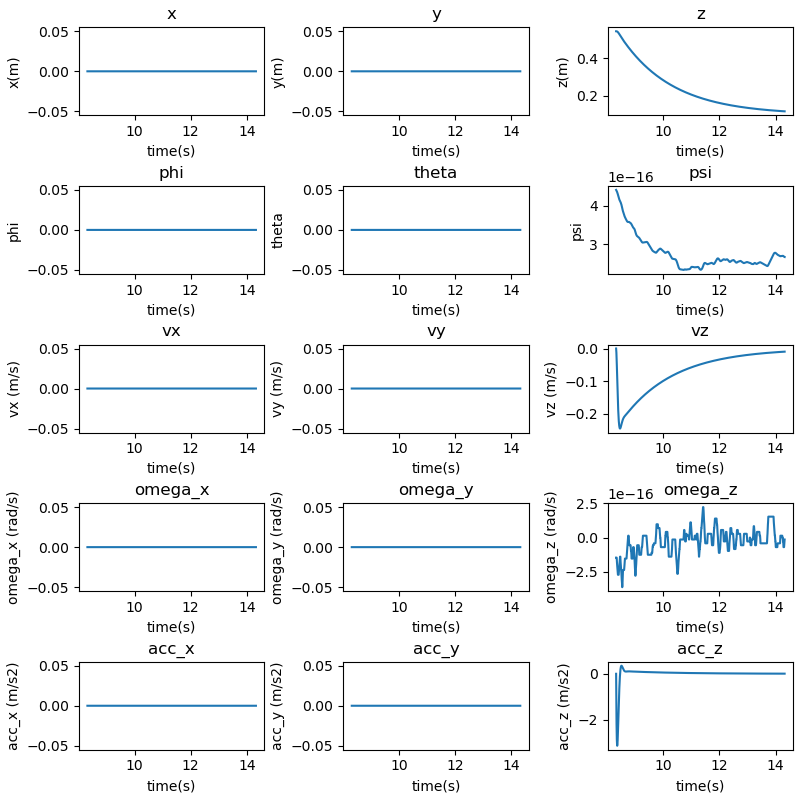 x y z
0.05 0.05
0.00 0.00 0.4
−0.05 −0.05 0.2
x(m) y(m) z(m)
10 12 14 10 12 14 10 12 14
time(s) time(s) time(s)
phi theta psi
1e−16
0.05 0.05 4
0.00 0.00 3
−0.05 −0.05
phi theta psi
10 12 14 10 12 14 10 12 14
time(s) time(s) time(s)
vx vy vz
0.05 0.05 0.0
0.00 0.00 −0.1
−0.05 −0.05 −0.2
vx (m/s) vy (m/s) vz (m/s)
10 12 14 10 12 14 10 12 14
time(s) time(s) time(s)
omega_x omega_y omega_z
1e−16
0.05 0.05 2.5
0.00 0.00 0.0
−0.05 −0.05 −2.5
omega_x (rad/s) omega_y (rad/s) omega_z (rad/s)
10 12 14 10 12 14 10 12 14
time(s) time(s) time(s)
acc_x acc_y acc_z
0.05 0.05 0
0.00 0.00 −2
−0.05 −0.05
acc_x (m/s2) acc_y (m/s2) acc_z (m/s2)
10 12 14 10 12 14 10 12 14
time(s) time(s) time(s)